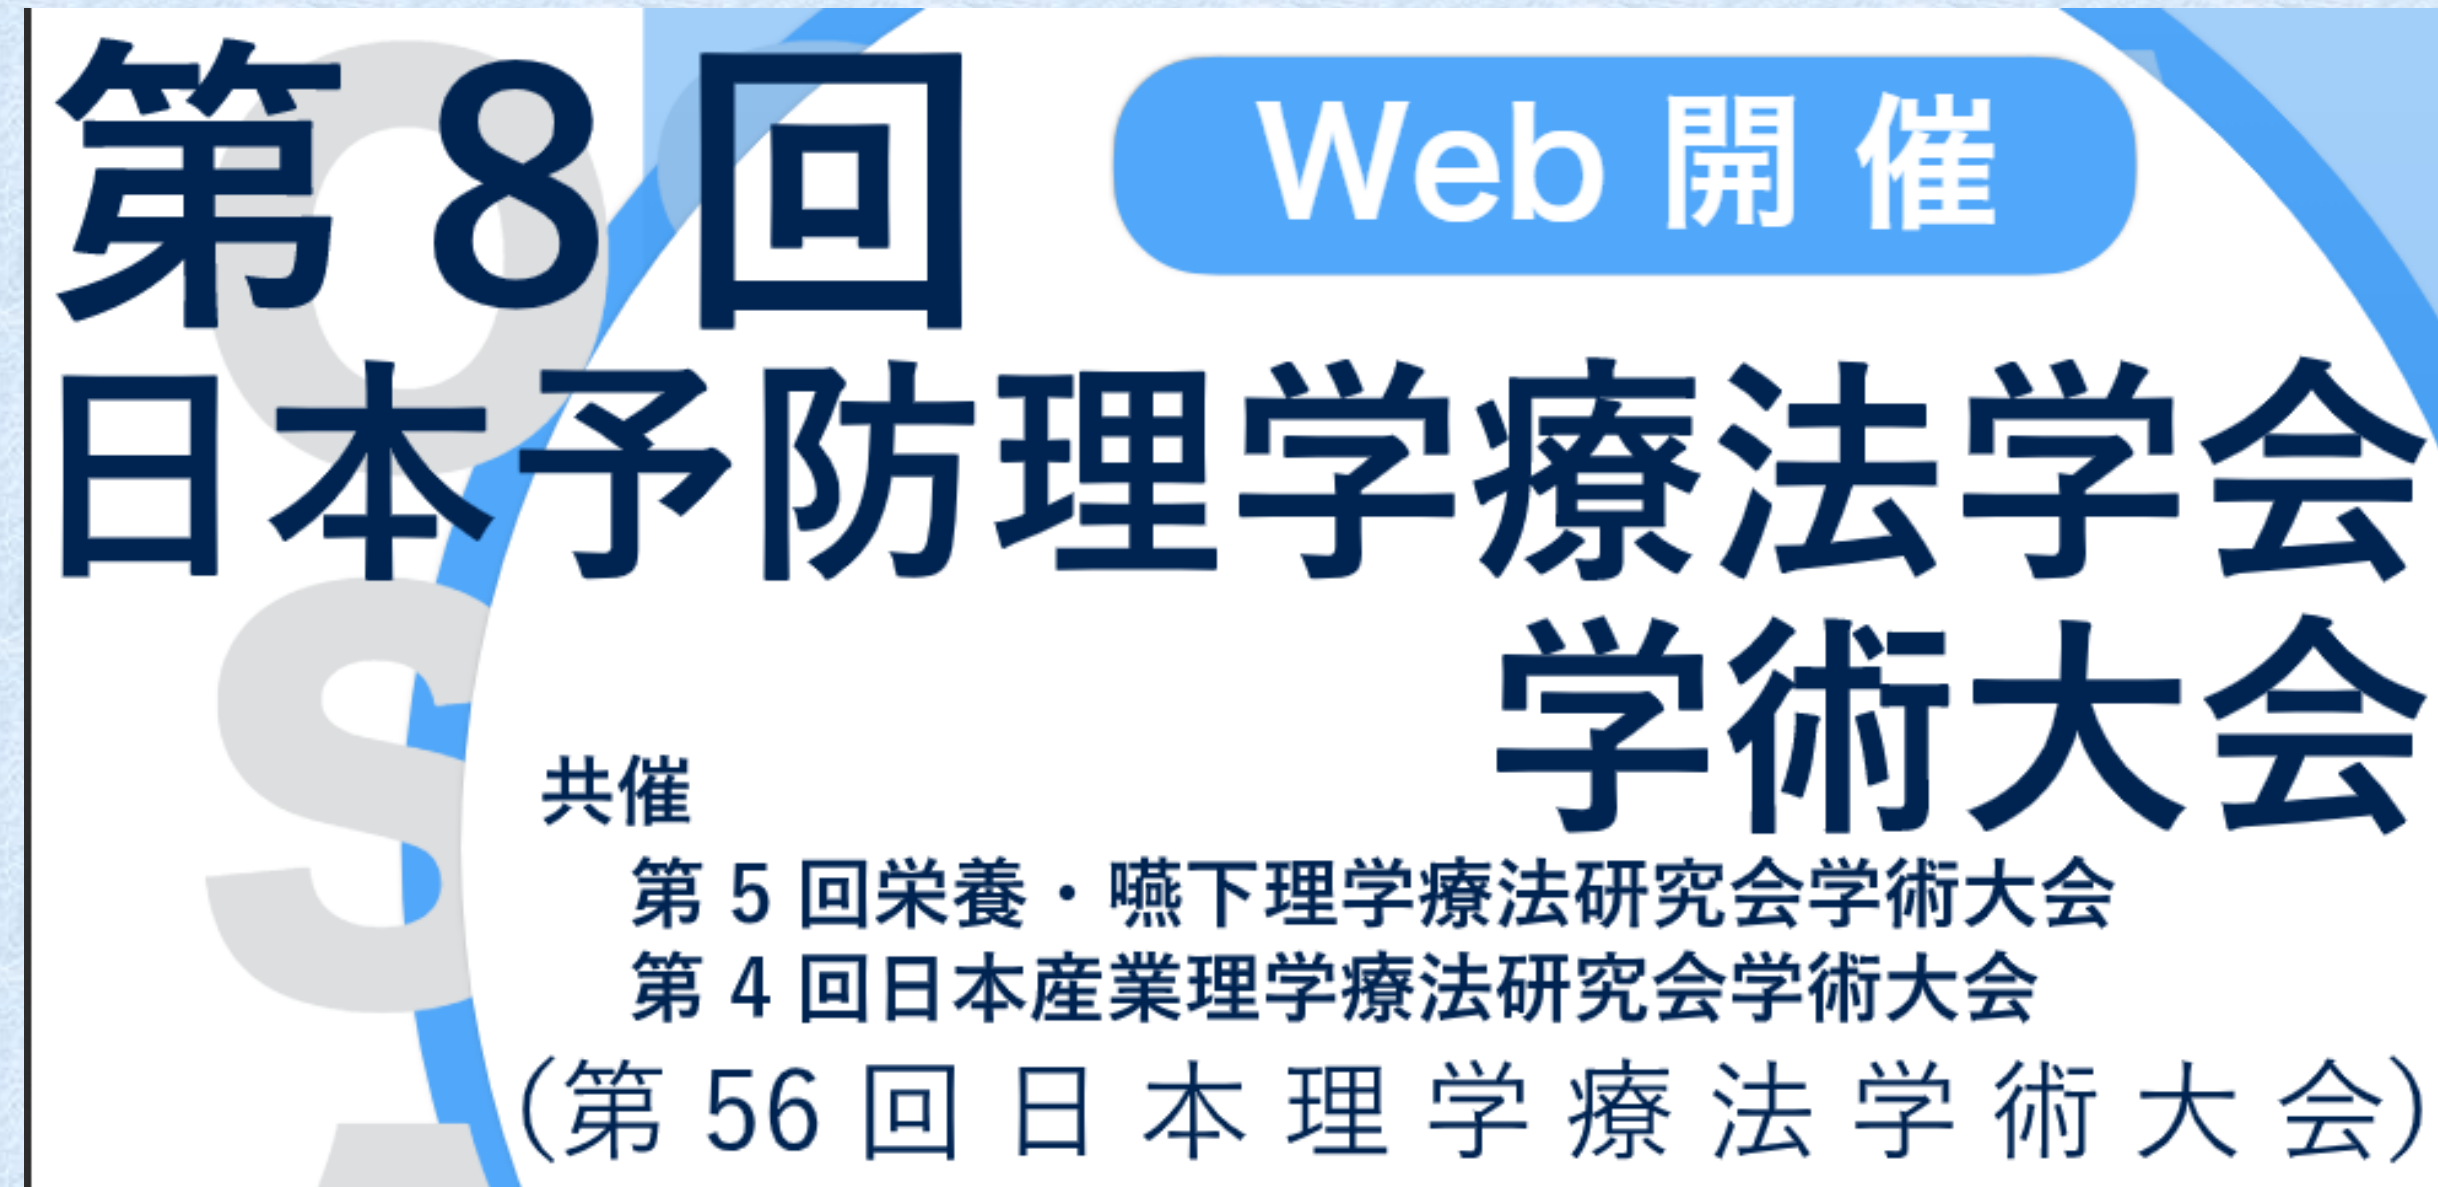 第8回
Web 開催
日本予防理学療法学会
学術大会
共催
第 5 回栄養・嚥下理学療法研究会学術大会
第 4 回日本産業理学療法研究会学術大会
（第 56 回日本理学療法学術大会）
O
S
A